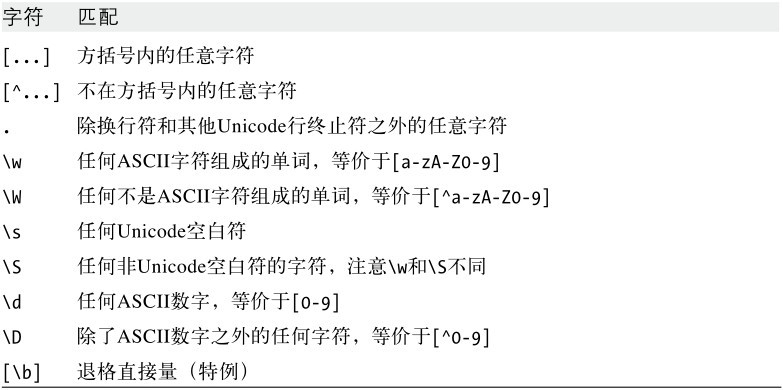 字符 匹配
[...] 方括号内的任意字符
[^...] 不在方括号内的任意字符
. 除换行符和其他Unicode行终止符之外的任意字符
\w 任何ASCII字符组成的单词，等价于[a-zA-Z0-9]
\W 任何不是ASCII字符组成的单词，等价于[^a-zA-Z0-9]
\s 任何Unicode空白符
\S 任何非Unicode空白符的字符，注意\w和\S不同
\d 任何ASCII数字，等价于[0-9]
\D 除了ASCII数字之外的任何字符，等价于[^0-9]
[\b] 退格直接量（特例）